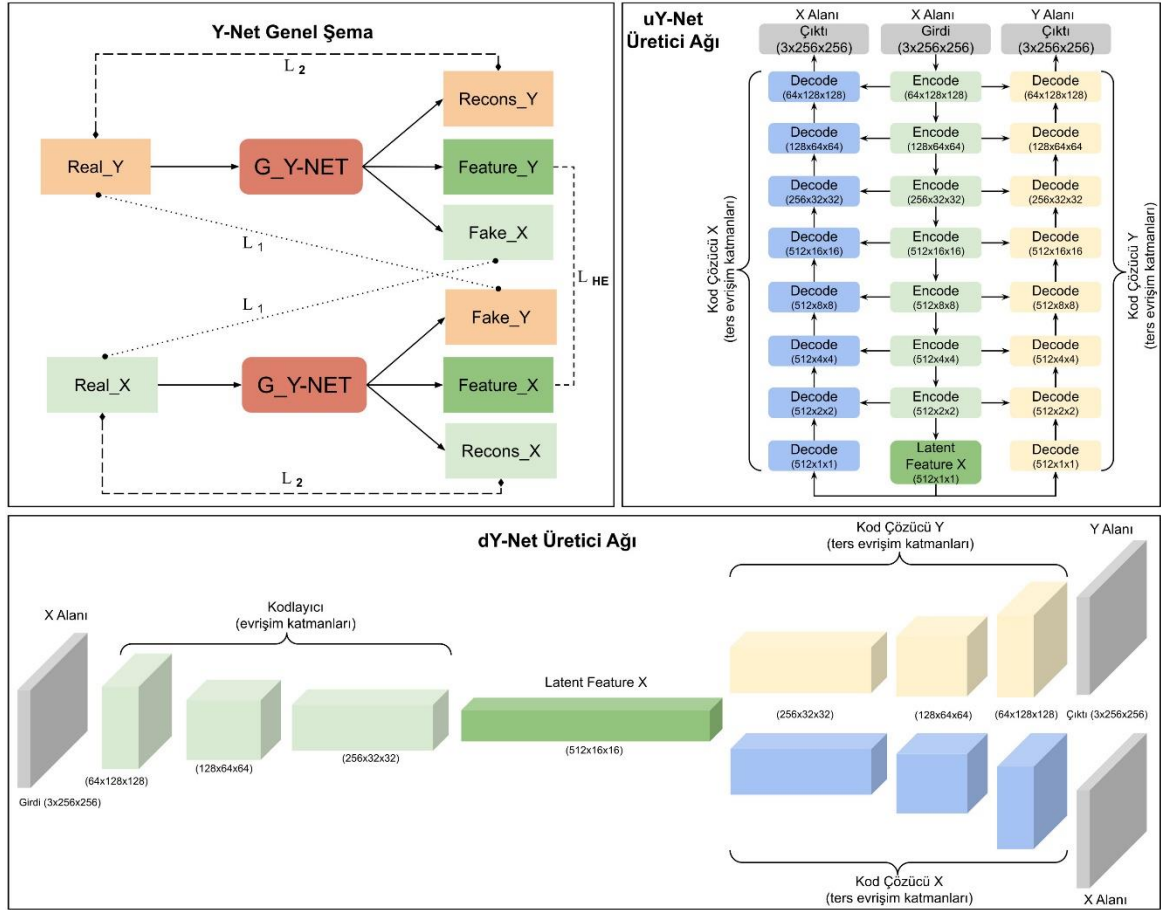 Y-Net Genel Şema
L 2
Recons_Y
Real_Y
G_Y-NET
Feature_Y
Fake_X
L 1
L HE
L 1
Fake_Y
Real_X
G_Y-NET
Feature_X
Recons_X
L 2
uY-Net
Üretici Ağı
X Alanı
X Alanı
Y Alanı
Çıktı
(3x256x256)
Girdi
(3x256x256)
Çıktı
(3x256x256)
Decode
(64x128x128)
Encode
(64x128x128)
Decode
(64x128x128)
Decode
(128x64x64)
Encode
(128x64x64)
Decode
(128x64x64
Decode
(256x32x32)
Encode
(256x32x32)
Decode
(256x32x32
Decode
(512x16x16)
Encode
(512x16x16)
Decode
(512x16x16
Decode
(512x8x8)
Encode
(512x8x8)
Decode
(512x8x8)
Decode
(512x4x4)
Encode
(512x4x4)
Decode
(512x4x4)
Decode
(512x2x2)
Encode
(512x2x2)
Decode
(512x2x2)
Decode
(512x1x1)
Latent
Feature X
(512x1x1)
Decode
(512x1x1)
Kod Çözücü X
(ters evrişim katmanları)
Kod Çözücü Y
(ters evrişim katmanları)
dY-Net Üretici Ağı
X Alanı
Girdi (3x256x256)
Kodlayıcı
(evrişim katmanları)
(64x128x128)
(128x64x64)
(256x32x32)
Latent Feature X
(512x16x16)
Kod Çözücü Y
(ters evrişim katmanları)
Y Alanı
(256x32x32)
(128x64x64)
(64x128x128)
Çıktı (3x256x256)
Kod Çözücü X
(ters evrişim katmanları)
X Alanı